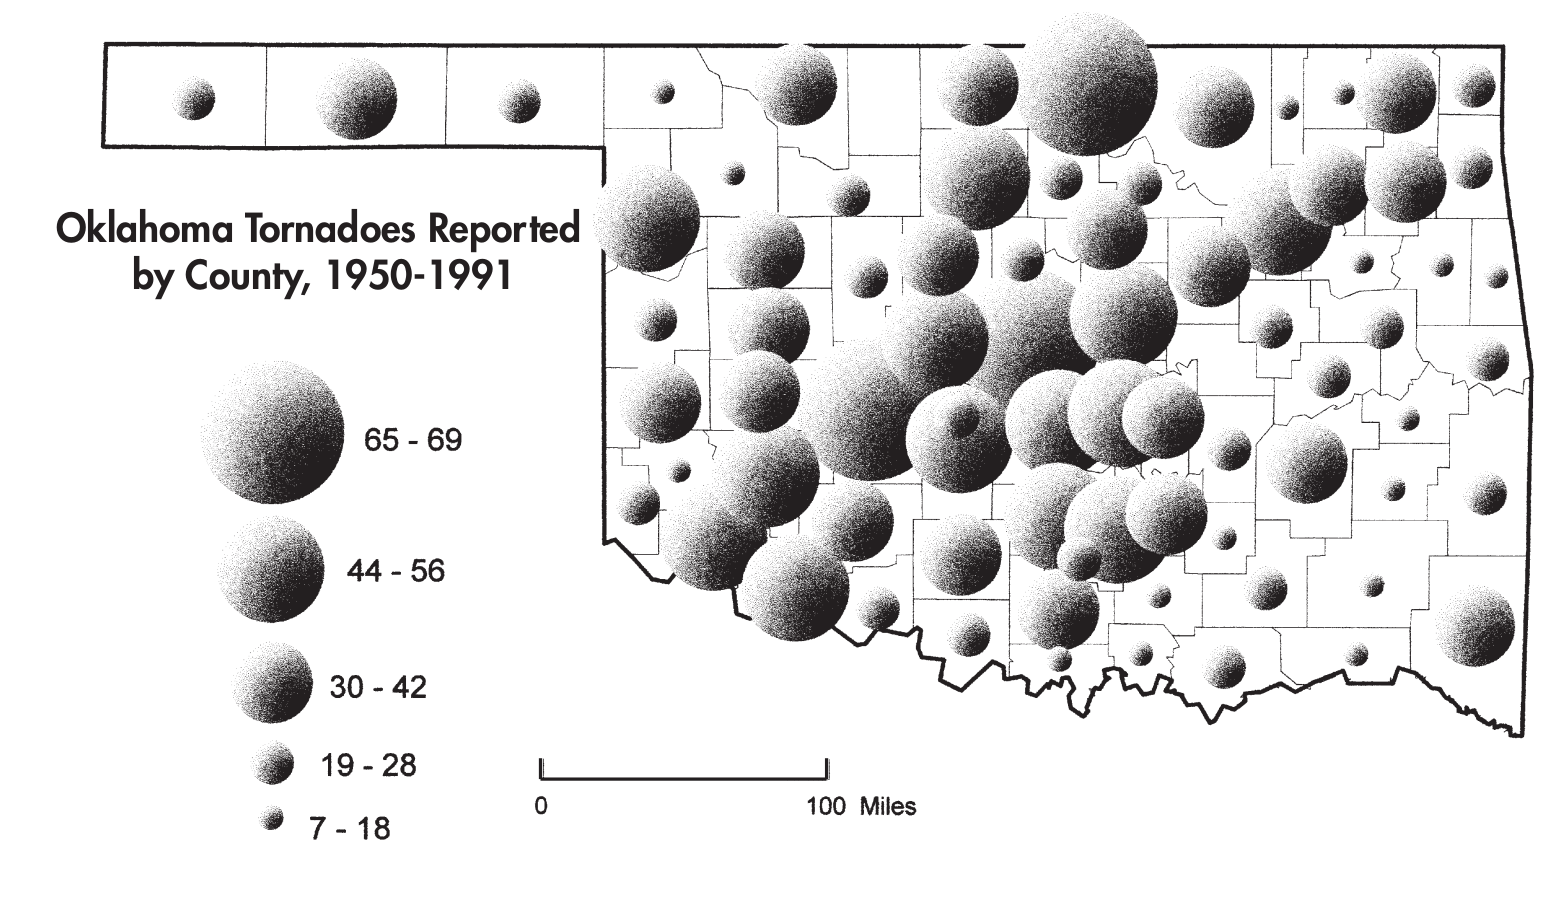 Oklahoma Tornadoes Reported
by County, 1950-1991
65 - 69
44 - 56
30 - 42
19 - 28
7 - 18
0 100 Miles